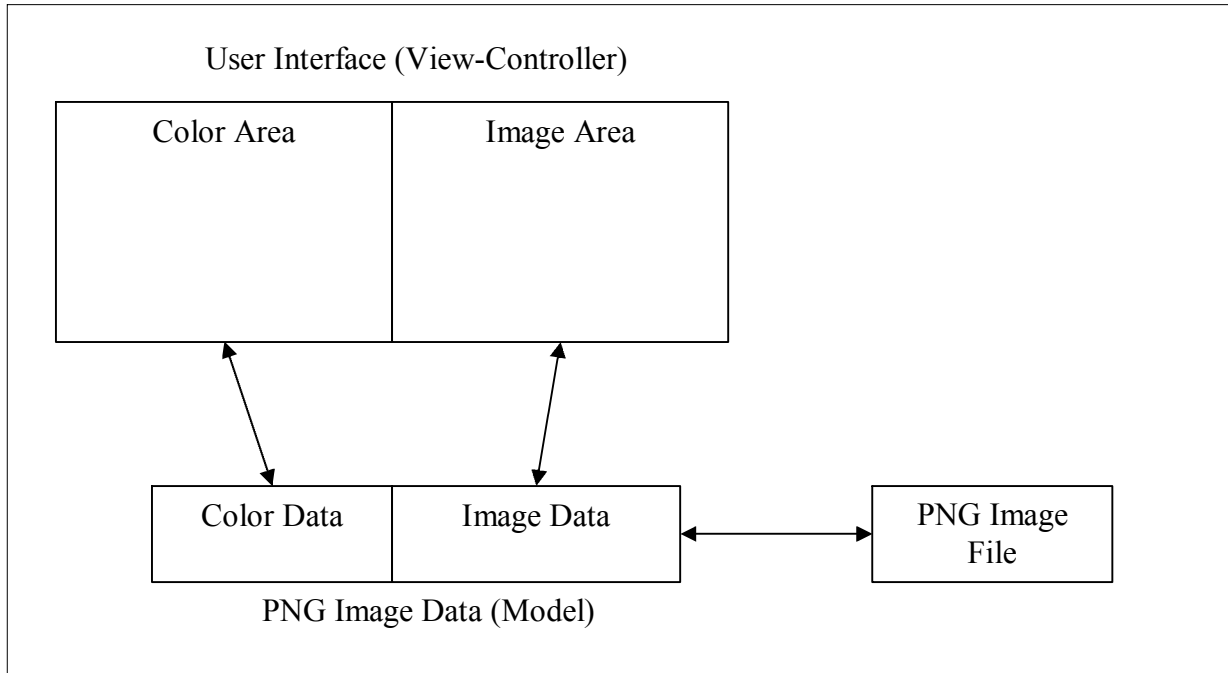 User Interface (View-Controller)
Color Area
Image Area
Color Data
Image Data
PNG Image
File
PNG Image Data (Model)